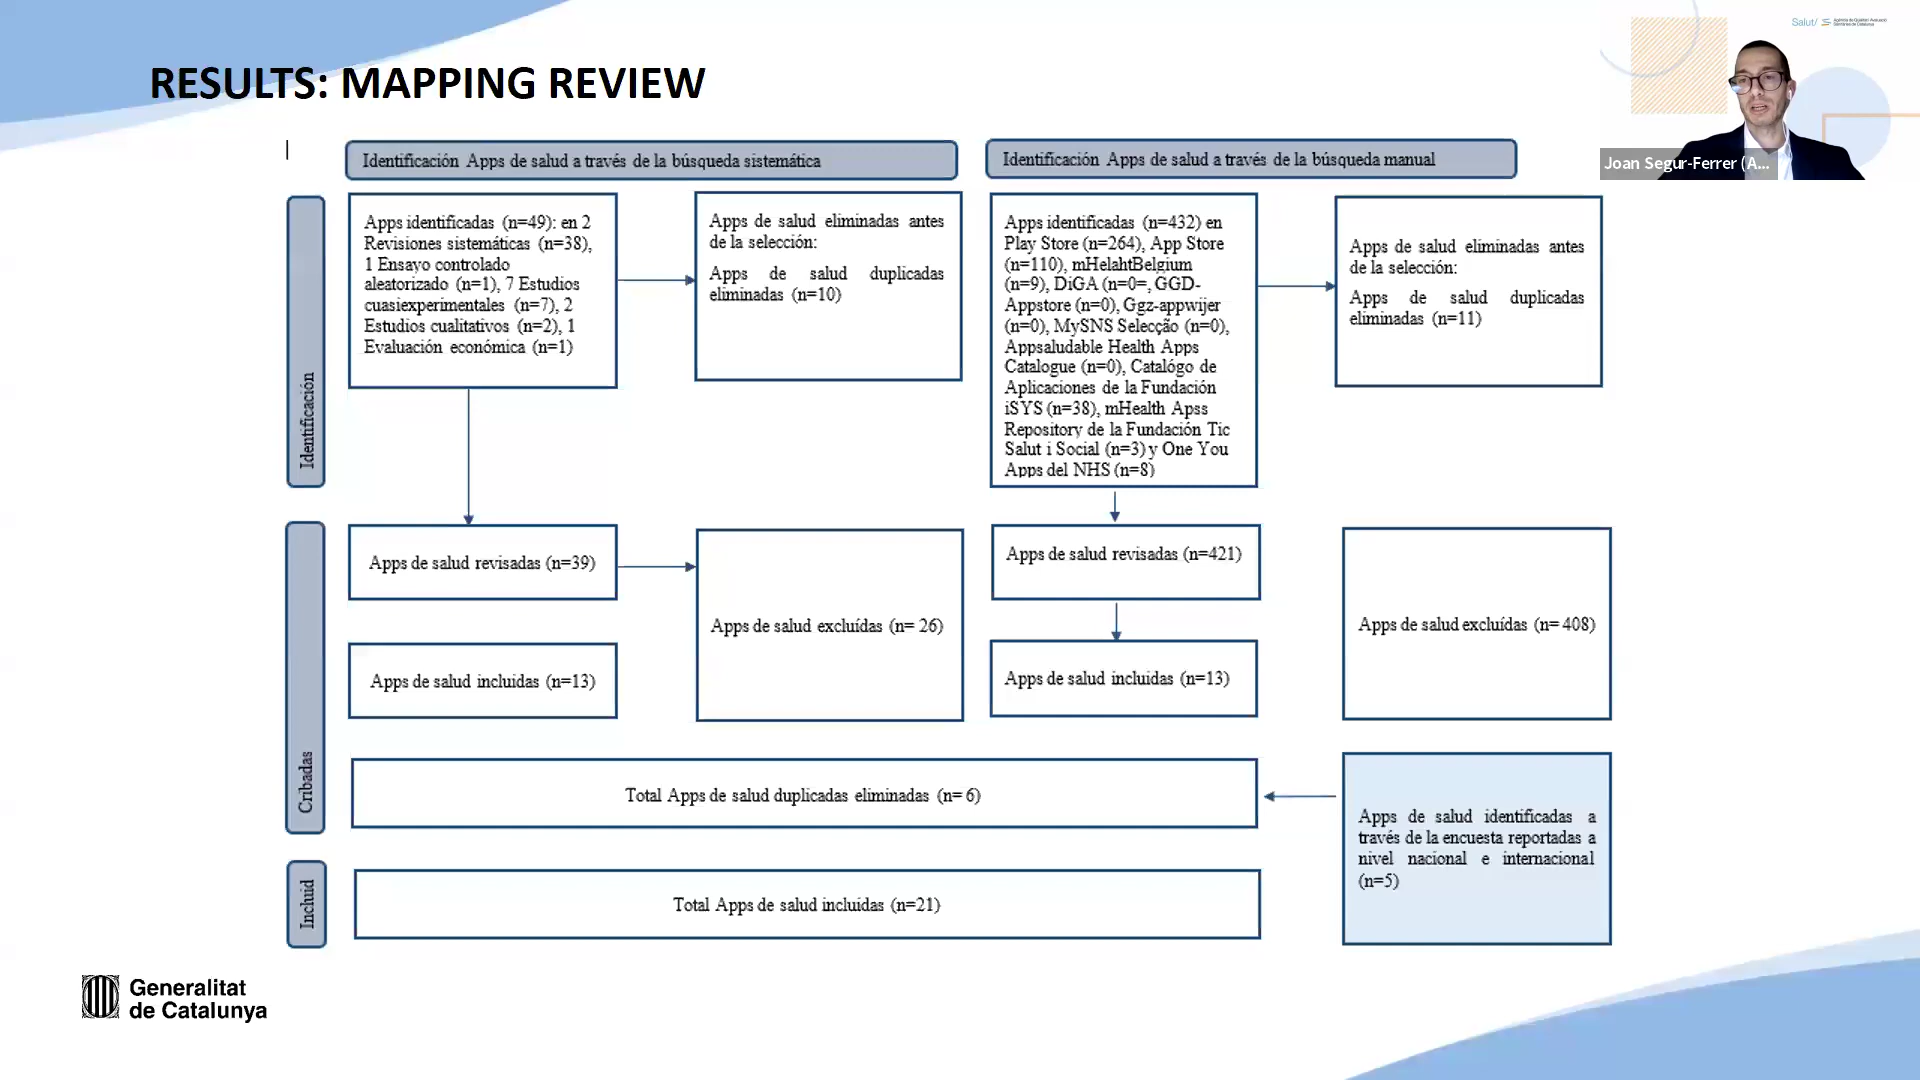 Salut/
RESULTS: MAPPING REVIEW
Joan Segur-Ferrer (A...
Identificación Apps de salud a través de la búsqueda sistemática
Identificación Apps de salud a través de la búsqueda manual
Identificación
Apps identificadas (n=49): en 2
Revisiones sistemáticas (n=38),
1 Ensayo controlado
aleatorizado (n=1), 7 Estudios
cuasiexperimentales (n=7), 2
Estudios cualitativos (n=2), 1
Evaluación económica (n=1)
Apps de salud eliminadas antes
de la selección:
Apps de salud duplicadas
eliminadas (n=10)
Apps identificadas (n=432) en
Play Store (n=264), App Store
(n=110), mHelahtBelgium
(n=9), DiGA (n=0=, GGD-
Appstore (n=0), Ggz-appwijer
(n=0), MySNS Selecção (n=0),
Appsaludable Health Apps
Catalogue (n=0), Catalógo de
Aplicaciones de la Fundación
iSYS (n=38), mHealth Apss
Repository de la Fundación Tic
Salut i Social (n=3) y One You
Apps del NHS (n=8)
Apps de salud eliminadas antes
de la selección:
Apps de salud duplicadas
eliminadas (n=11)
Cribadas
Apps de salud revisadas (n=39)
Apps de salud excluídas (n= 26)
Apps de salud revisadas (n=421)
Apps de salud excluídas (n= 408)
Apps de salud incluidas (n=13)
Apps de salud incluidas (n=13)
Total Apps de salud duplicadas eliminadas (n= 6)
Apps de salud identificadas a
través de la encuesta reportadas a
nivel nacional e internacional
(n=5)
Incluid
Total Apps de salud incluidas (n=21)
Generalitat
de Catalunya